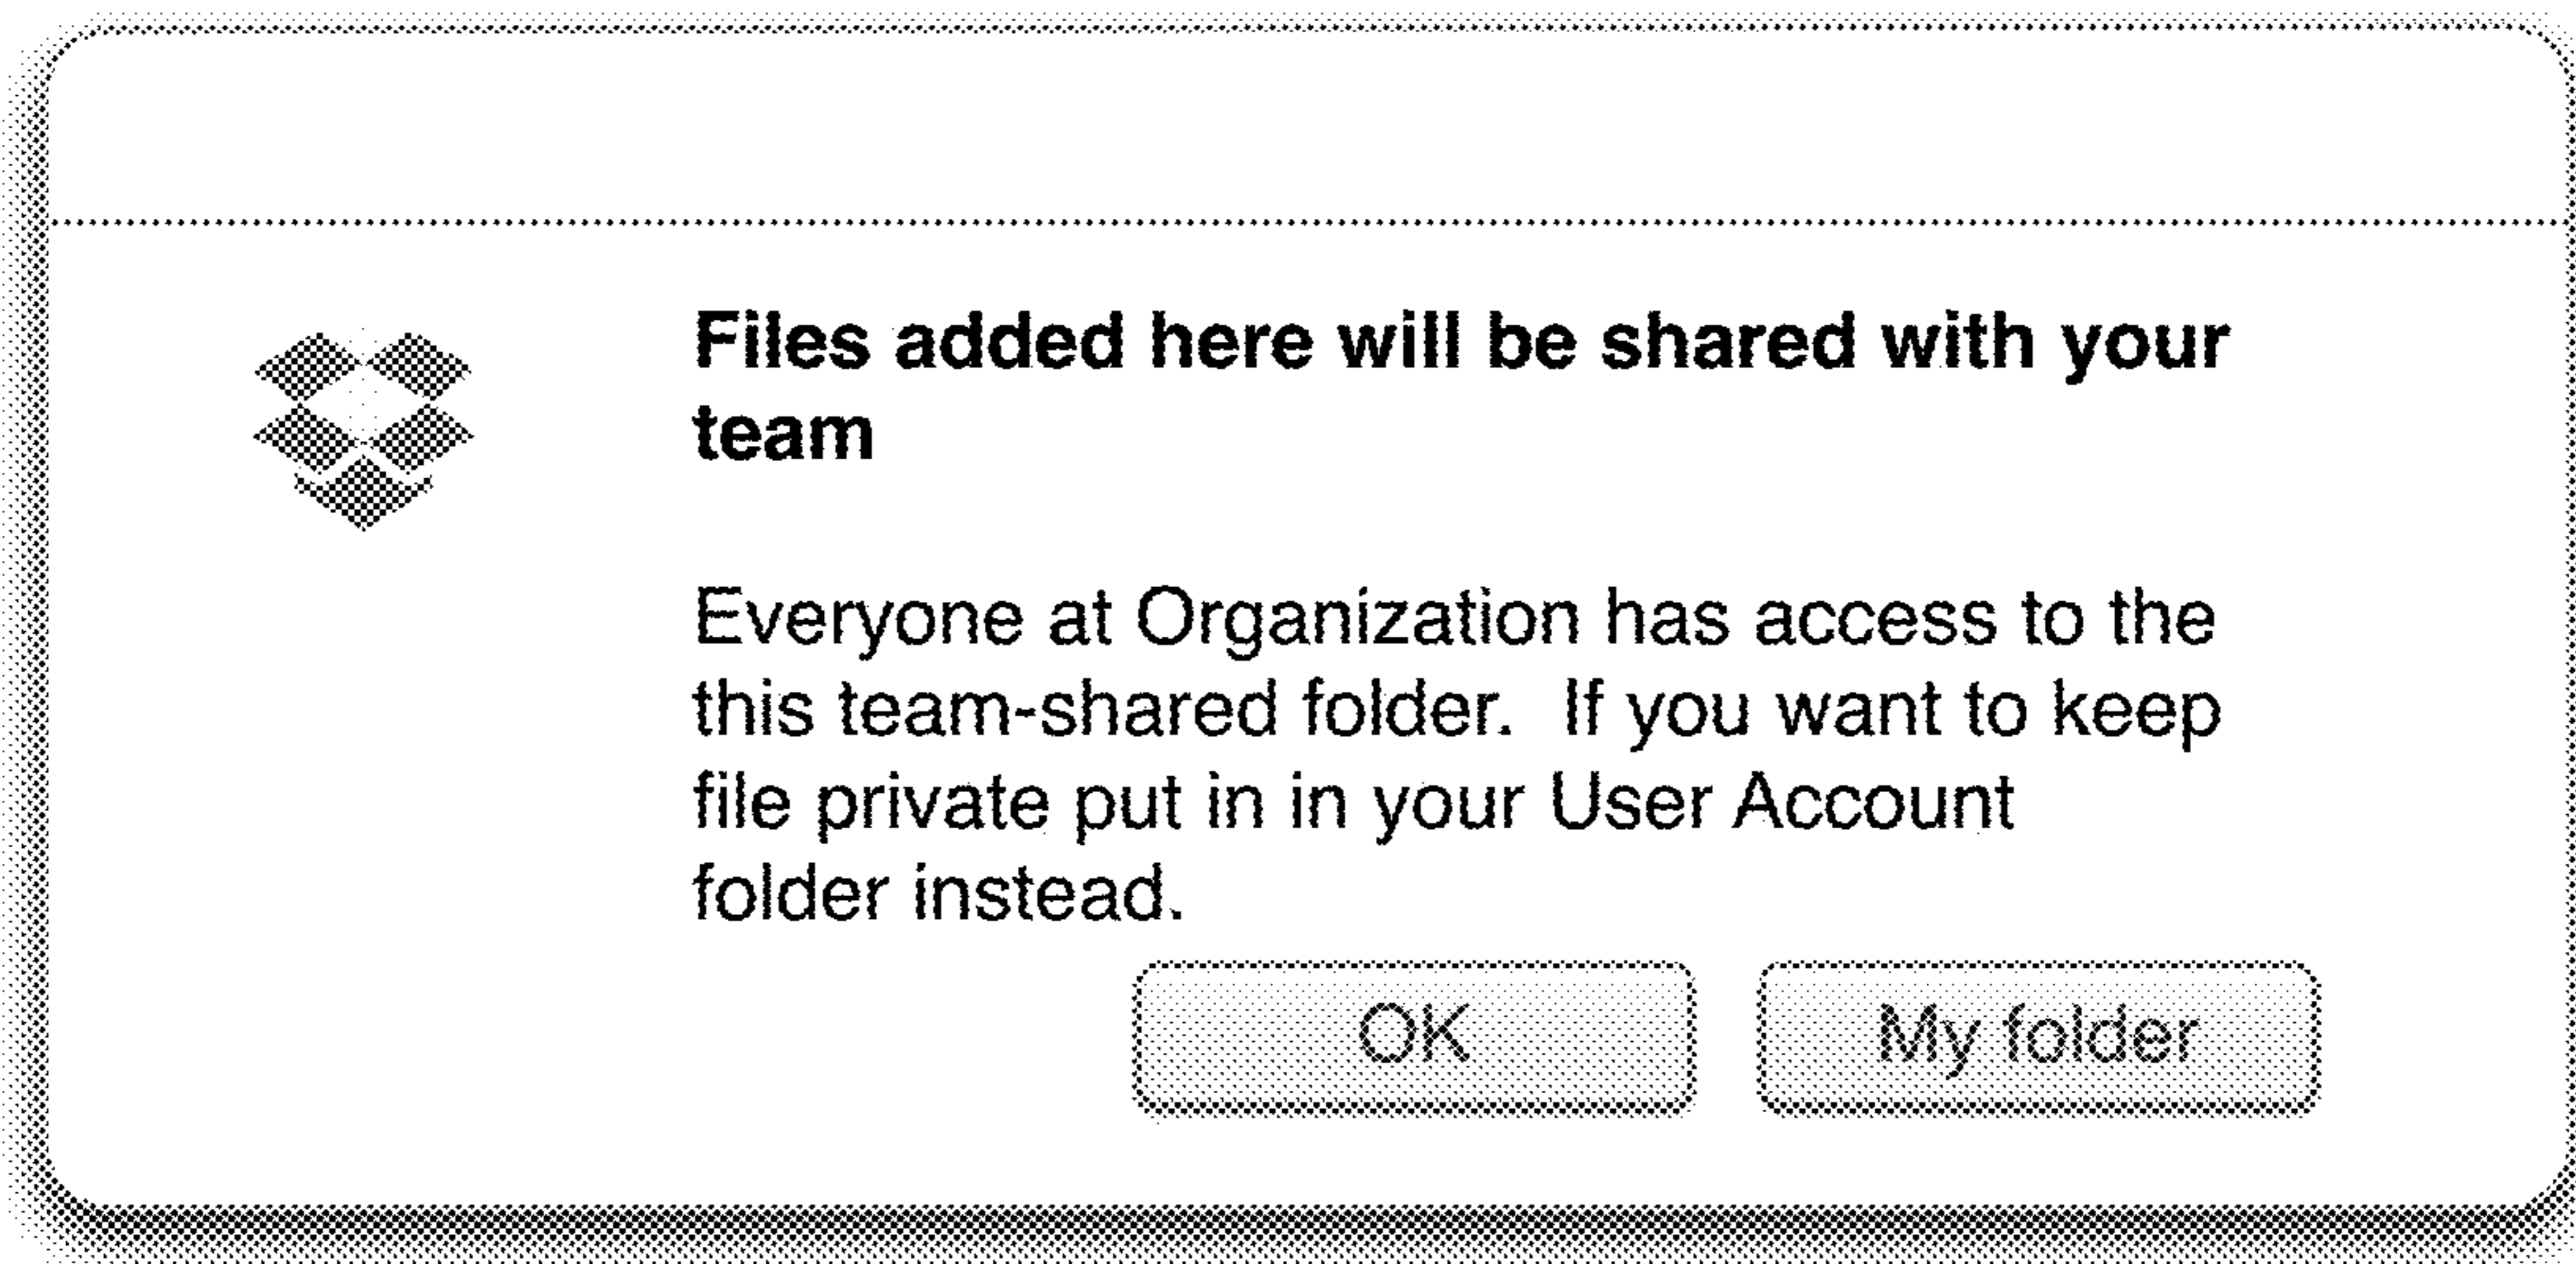 Files added here will be shared with your
team
Everyone at Organization has access to the
this team-shared folder.  If you want to keep
file private put in in your User Account
folder instead.
OK
My folder